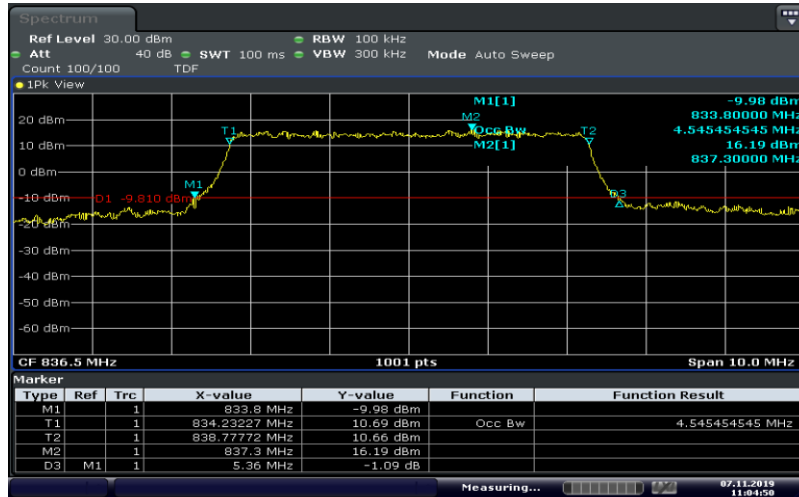 Spectrum
Ref Level 30.00 dBm RBW 100 kHz
Att 40 dB SWT 100 ms VBW 300 kHz Mode Auto Sweep
Count 100/100 TDF
1Pk View
M1[1] -9.98 dBm
833.80000 MHz
20 dBm M2
T1 Occ Bw T2 4.545454545 MHz
10 dBm M2[1] 16.19 dBm
837.30000 MHz
0 dBm
M1
-10 dBm D1 -9.810 dBm D3
-20 dBm
-30 dBm
-40 dBm
-50 dBm
-60 dBm
CF 836.5 MHz 1001 pts Span 10.0 MHz
Marker
Type Ref Trc X-value Y-value Function Function Result
M1 1 833.8 MHz -9.98 dBm
T1 1 834.23227 MHz 10.69 dBm Occ Bw 4.545454545 MHz
T2 1 838.77772 MHz 10.66 dBm
M2 1 837.3 MHz 16.19 dBm
D3 M1 1 5.36 MHz -1.09 dB
Measuring... 07.11.2019
11:04:50